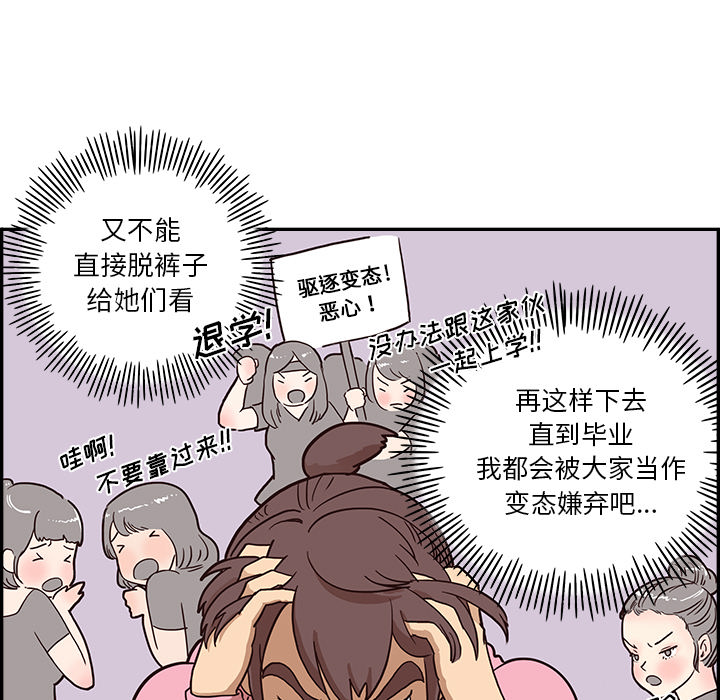 又不能
直接脱裤子
给她们看
退学!
驱逐变态!
恶心!
没办法跟这家伙
一起上学!!
哇啊!
不要靠过来!!
再这样下去
直到毕业
我都会被大家当作
变态嫌弃吧...